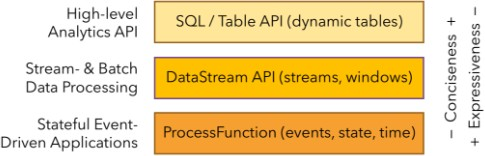 High-level
Analytics API
SQL / Table API (dynamic tables)
Stream- & Batch
Data Processing
DataStream API (streams, windows)
Stateful Event-
Driven Applications
ProcessFunction (events, state, time)
− Conciseness +
+ Expressiveness −